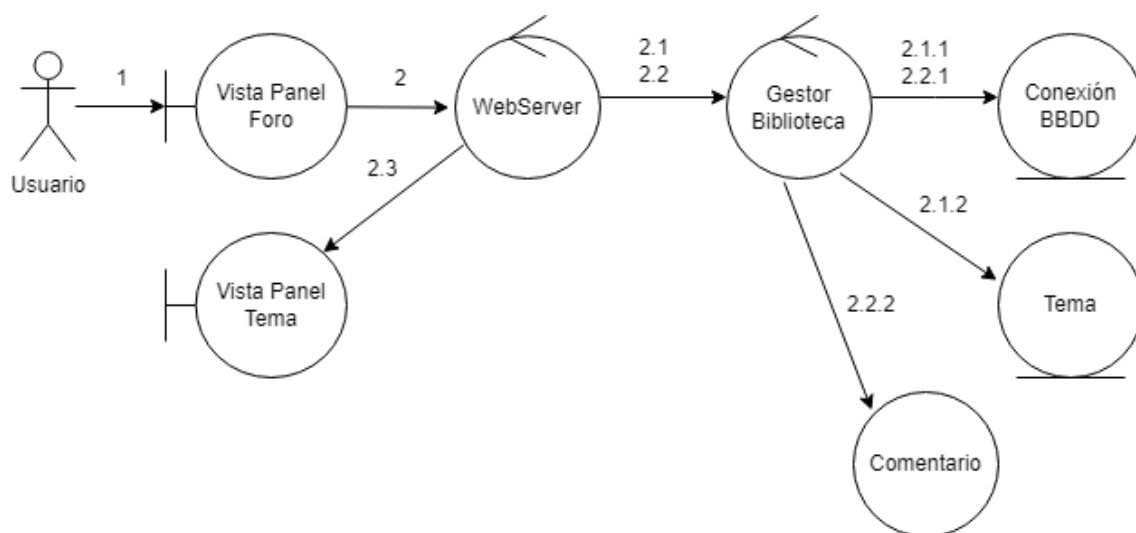 1
Usuario
Vista Panel
Foro
2
WebServer
2.1
2.2
Gestor
Biblioteca
2.1.1
2.2.1
Conexión
BBDD
2.3
2.1.2
Vista Panel
Tema
2.2.2
Tema
Comentario